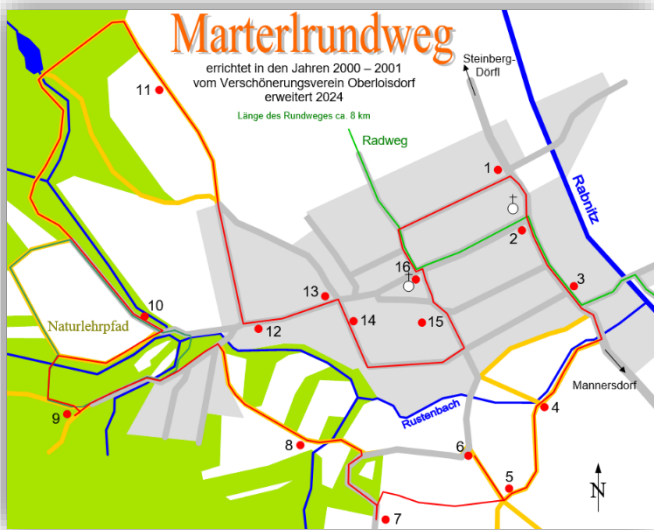 Marterlrundweg
errichtet in den Jahren 2000 – 2001
vom Verschönerungsverein Oberloisdorf
erweitert 2024
Länge des Rundweges ca. 8 km
Steinberg-
Dörfl
Radweg
Rabnitz
11
1
2
16
3
13
10
Naturlehrpfad
12
14
15
Mannersdorf
Rustenbach
9
4
8
6
5
7
N